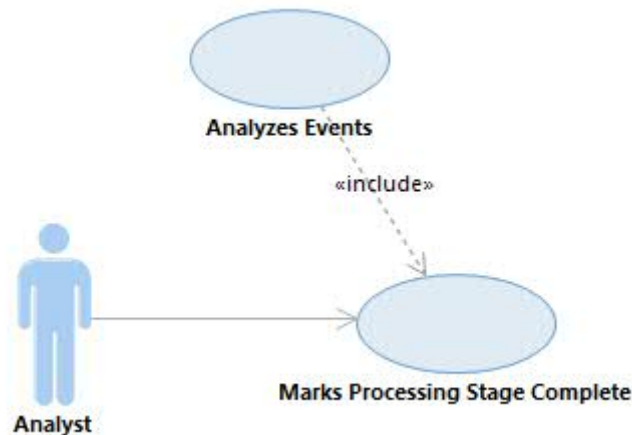 Analyzes Events
«include»
Marks Processing Stage Complete
Analyst